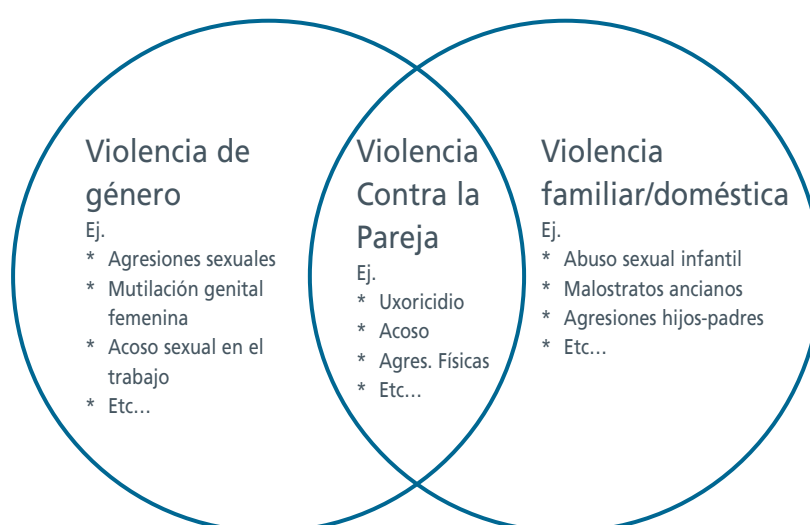 Violencia de
género
Ej.
* Agresiones sexuales
* Mutilación genital
femenina
* Acoso sexual en el
trabajo
* Etc...
Violencia
Contra la
Pareja
Ej.
* Uxoricidio
* Acoso
* Agres. Físicas
* Etc...
Violencia
familiar/doméstica
Ej.
* Abuso sexual infantil
* Malostratos ancianos
* Agresiones hijos-padres
* Etc...